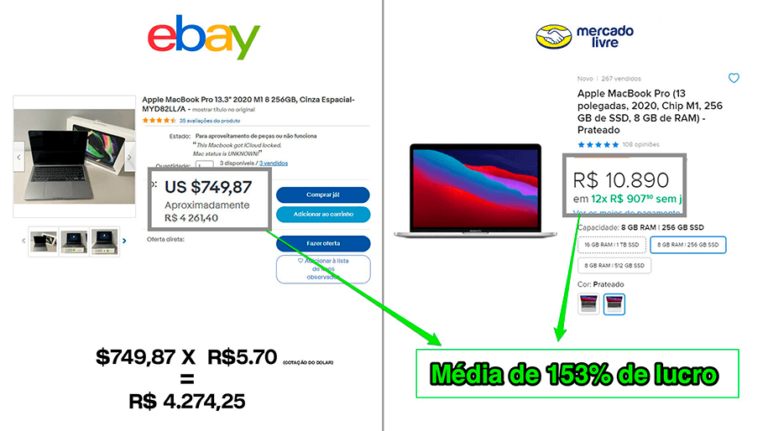 ebay
mercado
livre
Apple MacBook Pro 13.3" 2020 M1 8 256GB, Cinza Espacial-
MYD82LL/A - mostrar título no original
35 avaliações do produto
Estado: Para aproveitamento de peças ou não funciona
"This Macbook got ICloud locked.
Mac status is UNKNOWN!"
Quantidade: 1 3 disponíveis / 3 vendidos
US $749,87
Aproximadamente
R$ 4 261,40
Comprar já!
Adicionar ao carrinho
Oferta direta:
Fazer oferta
Adicionar à lista
de itens
observados
$749,87 X R$5.70 (COTAÇÃO DO DOLAR)
=
R$ 4.274,25
Novo | 267 vendidos
Apple MacBook Pro (13
polegadas, 2020, Chip M1, 256
GB de SSD, 8 GB de RAM) -
Prateado
108 opiniões
R$ 10.890
em 12x R$ 907⁵⁰ sem j
Ver os meios de pagamento
Capacidade: 8 GB RAM | 256 GB SSD
16 GB RAM | 1 TB SSD
8 GB RAM | 256 GB SSD
8 GB RAM | 512 GB SSD
Cor: Prateado
Média de 153% de lucro